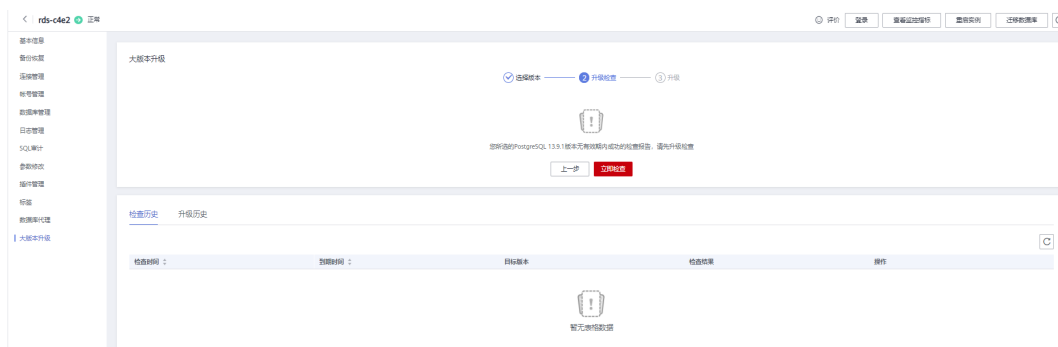 rds-c4e2 正常
评价 登录 查看监控指标 重启实例 迁移数据库
基本信息
备份恢复
连接管理
帐号管理
数据库管理
日志管理
SQL审计
参数修改
插件管理
标签
数据库代理
大版本升级
大版本升级
选择版本 2 升级检查 3 升级
您所选的PostgreSQL 13.9.1版本无有效期内成功的检查报告，请先升级检查
上一步 立即检查
检查历史 升级历史
检查时间 到期时间 目标版本 检查结果 操作
暂无表格数据